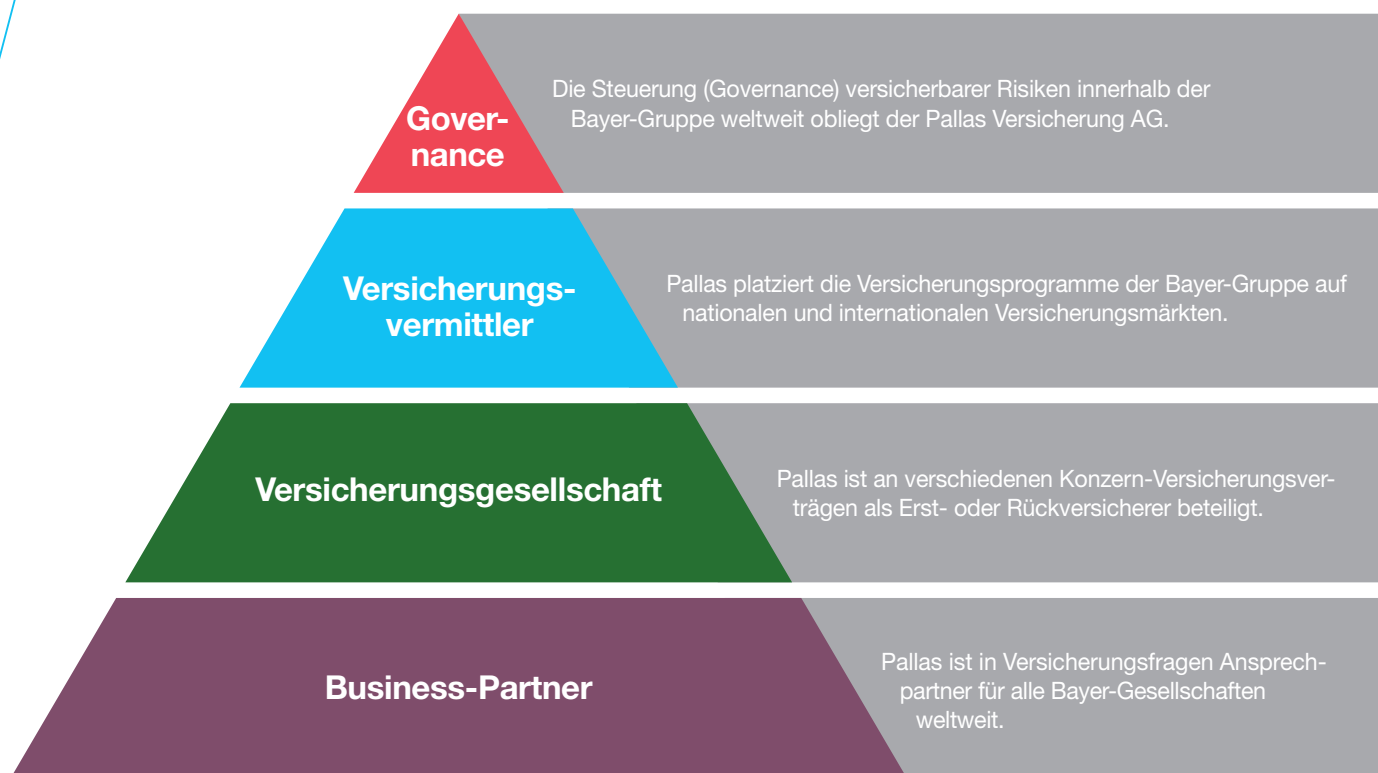 Gover-
nance
Die Steuerung (Governance) versicherbarer Risiken innerhalb der
Bayer-Gruppe weltweit obliegt der Pallas Versicherung AG.
Versicherungs-
vermittler
Pallas platziert die Versicherungsprogramme der Bayer-Gruppe auf
nationalen und internationalen Versicherungsmärkten.
Versicherungsgesellschaft
Pallas ist an verschiedenen Konzern-Versicherungsver-
trägen als Erst- oder Rückversicherer beteiligt.
Business-Partner
Pallas ist in Versicherungsfragen Ansprech-
partner für alle Bayer-Gesellschaften
weltweit.